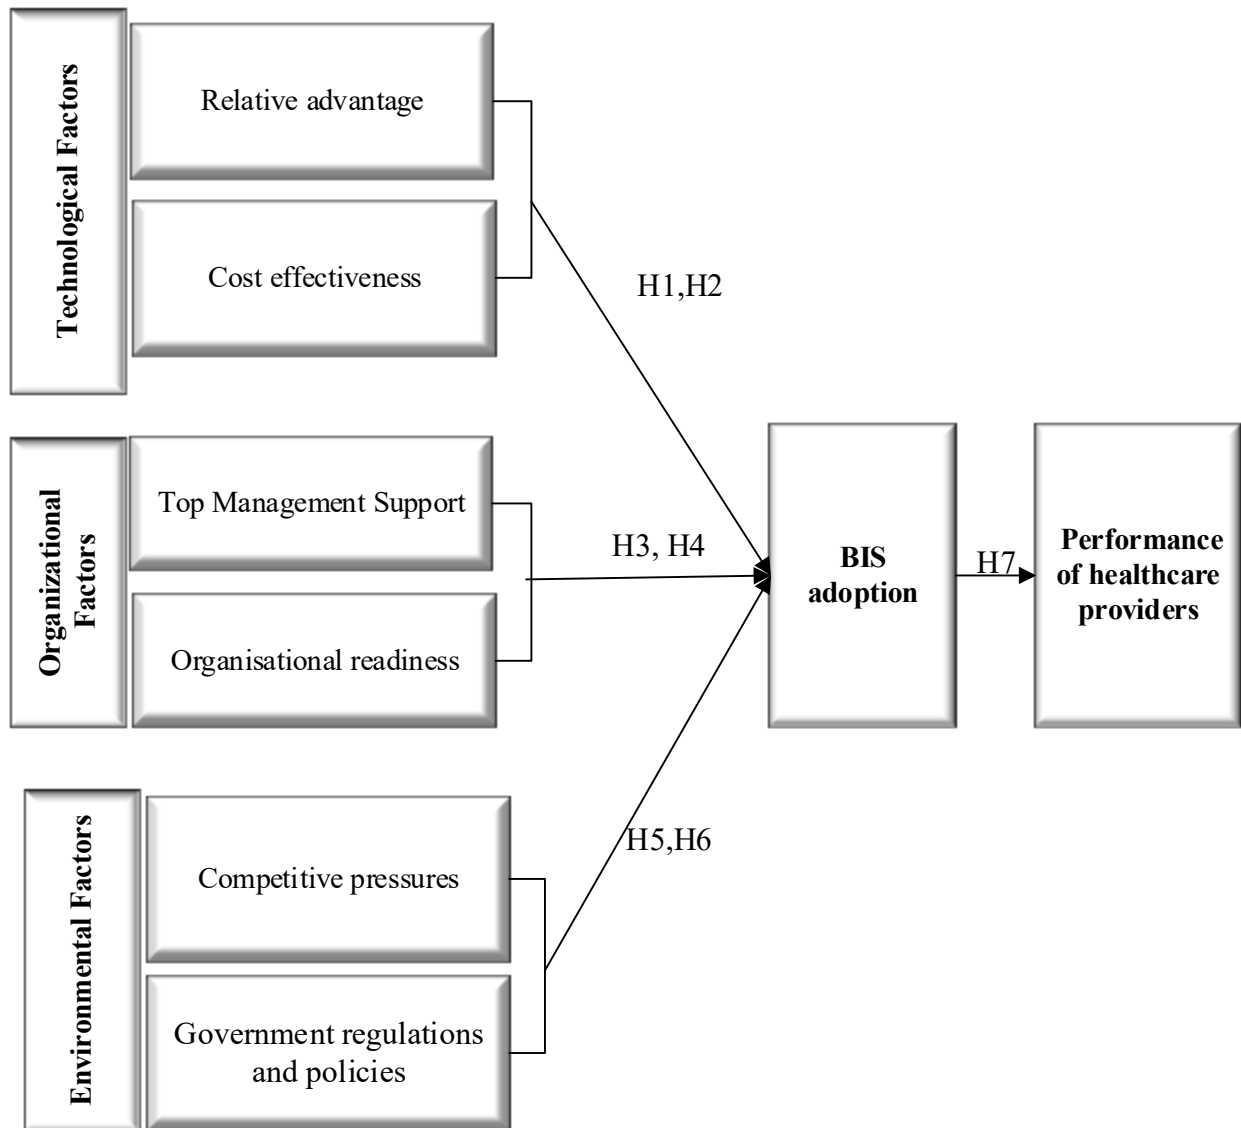 Technological Factors
Relative advantage
Cost effectiveness
H1,H2
Organizational
Factors
Top Management Support
Organisational readiness
H3, H4
BIS
adoption
H7
Performance
of healthcare
providers
Environmental Factors
Competitive pressures
Government regulations
and policies
H5,H6